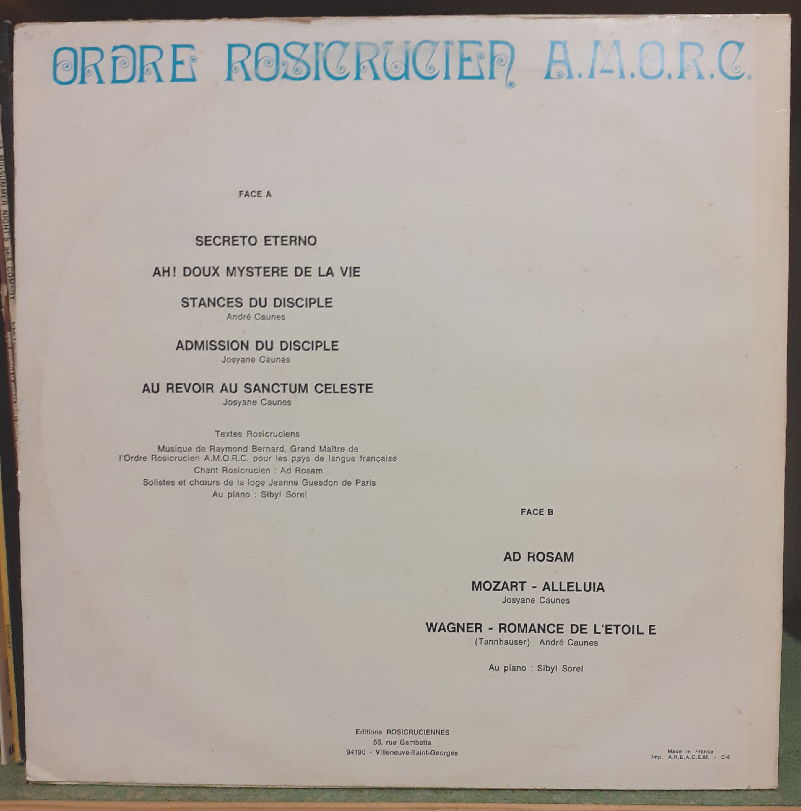 ORDRE ROSICRUCIEN A.M.O.R.C.
FACE A
SECRETO ETERNO
AH! DOUX MYSTERE DE LA VIE
STANCES DU DISCIPLE
André Caunes
ADMISSION DU DISCIPLE
Josyane Caunes
AU REVOIR AU SANCTUM CELESTE
Josyane Caunes
Textes Rosicruciens
Musique de Raymond Bernard, Grand Maître de
l'Ordre Rosicrucien A.M.O.R.C. pour les pays de langue française
Chant Rosicrucien : Ad Rosam
Solistes et chœurs de la loge Jeanne Guesdon de Paris
Au piano : Sibyl Sorel
FACE B
AD ROSAM
MOZART - ALLELUIA
Josyane Caunes
WAGNER - ROMANCE DE L'ETOIL E
(Tannhauser) André Caunes
Au piano : Sibyl Sorel
Editions ROSICRUCIENNES
56, rue Gambetta
94190 - Villeneuve-Saint-Georges
Made in France
Imp. A.R.E.A.C.E.M. - C-6